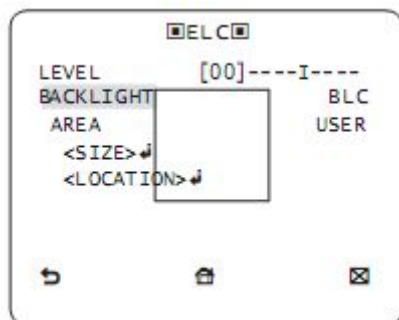 ▣ELC▣
LEVEL [00]----I----
BACKLIGHT BLC
AREA USER
<SIZE>↲
<LOCATION>↲